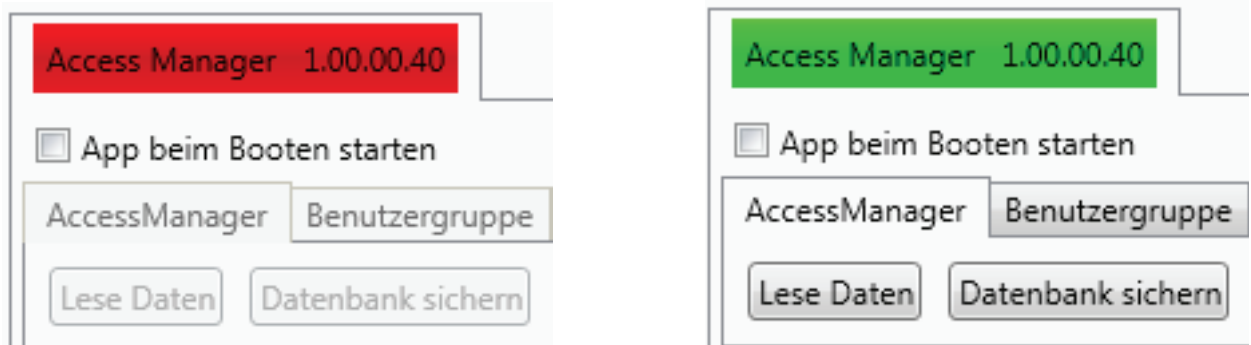 Access Manager 1.00.00.40
App beim Booten starten
AccessManager Benutzergruppe
Lese Daten Datenbank sichern
Access Manager 1.00.00.40
App beim Booten starten
AccessManager Benutzergruppe
Lese Daten Datenbank sichern